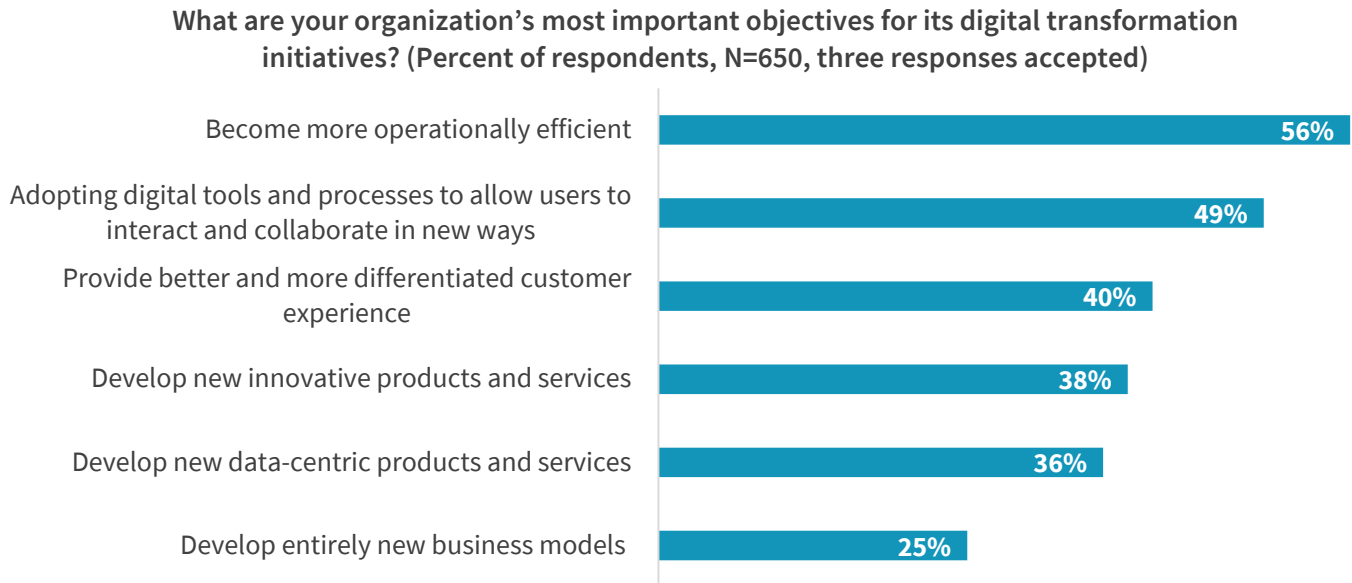 What are your organization’s most important objectives for its digital transformation
initiatives? (Percent of respondents, N=650, three responses accepted)
Become more operationally efficient
56%
Adopting digital tools and processes to allow users to
interact and collaborate in new ways
49%
Provide better and more differentiated customer
experience
40%
Develop new innovative products and services
38%
Develop new data-centric products and services
36%
Develop entirely new business models
25%